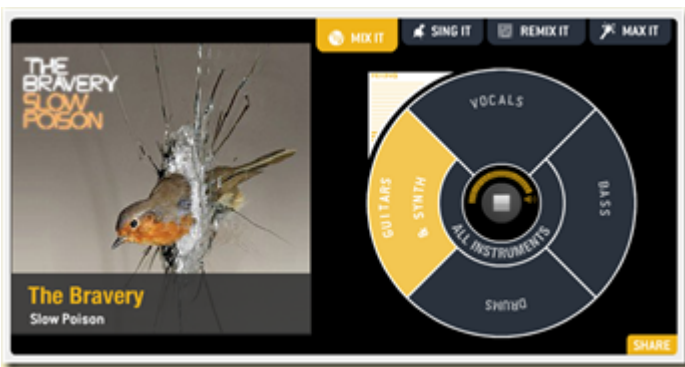 MIX IT
SING IT
REMIX IT
MAX IT
THE
BRAVERY
SLOW
POISON
VOCALS
GUITARS
& SYNTH
BASS
ALL INSTRUMENTS
DRUMS
The Bravery
Slow Poison
SHARE